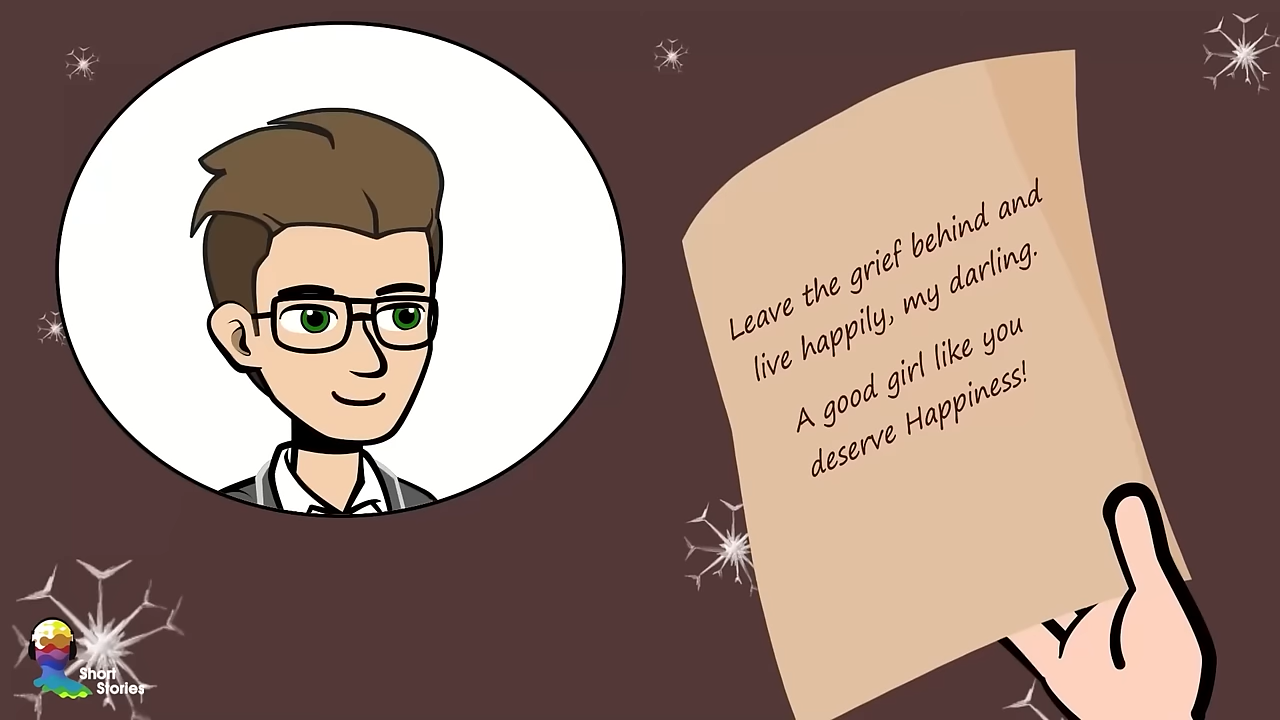 Leave the grief behind and
live happily, my darling.
A good girl like you
deserve Happiness!
Short
Stories